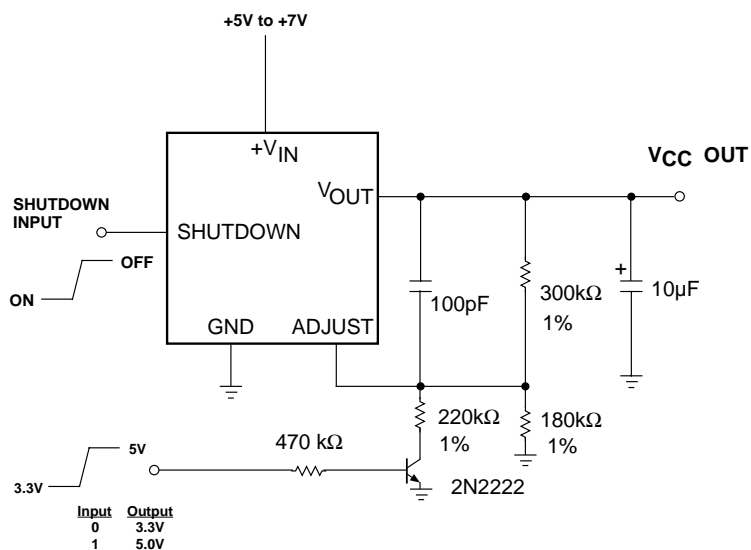 +5V to +7V
+VIN
VCC OUT
VOUT
SHUTDOWN
INPUT
SHUTDOWN
OFF
ON
100pF
300kΩ
1%
+
10µF
GND
ADJUST
220kΩ
1%
180kΩ
1%
470 kΩ
5V
3.3V
2N2222
Input Output
0 3.3V
1 5.0V